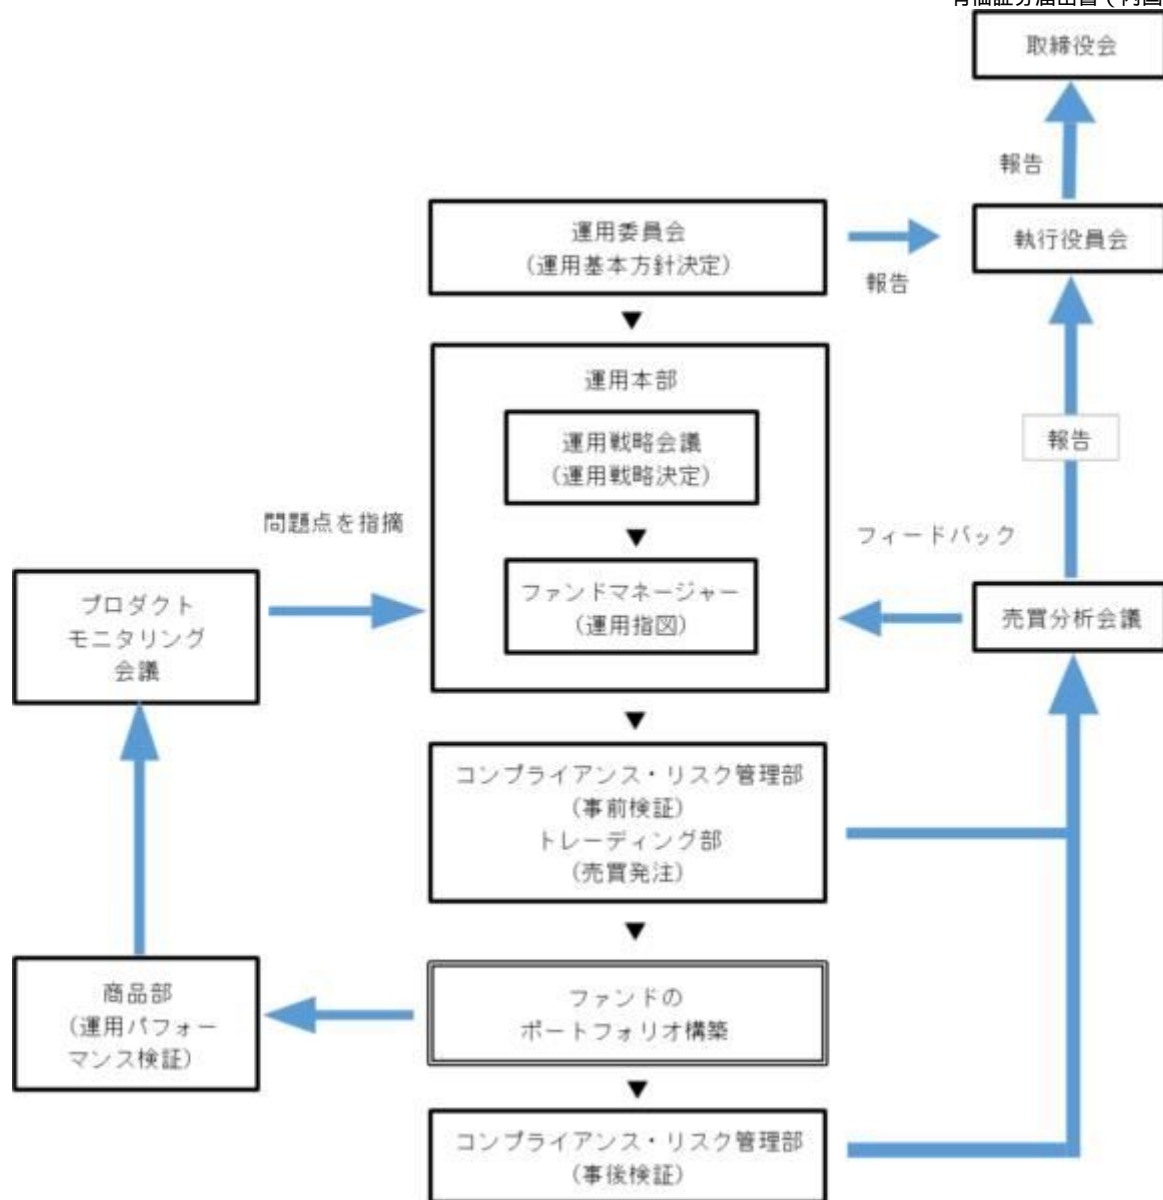 取締役会
報告
運用委員会
(運用基本方針決定)
執行役員会
報告
運用本部
運用戦略会議
(運用戦略決定)
報告
問題点を指摘
フィードバック
ファンドマネージャー
(運用指図)
プロダクト
モニタリング
会議
売買分析会議
コンプライアンス・リスク管理部
(事前検証)
トレーディング部
(売買発注)
商品部
(運用パフォー
マンス検証)
ファンドの
ポートフォリオ構築
コンプライアンス・リスク管理部
(事後検証)